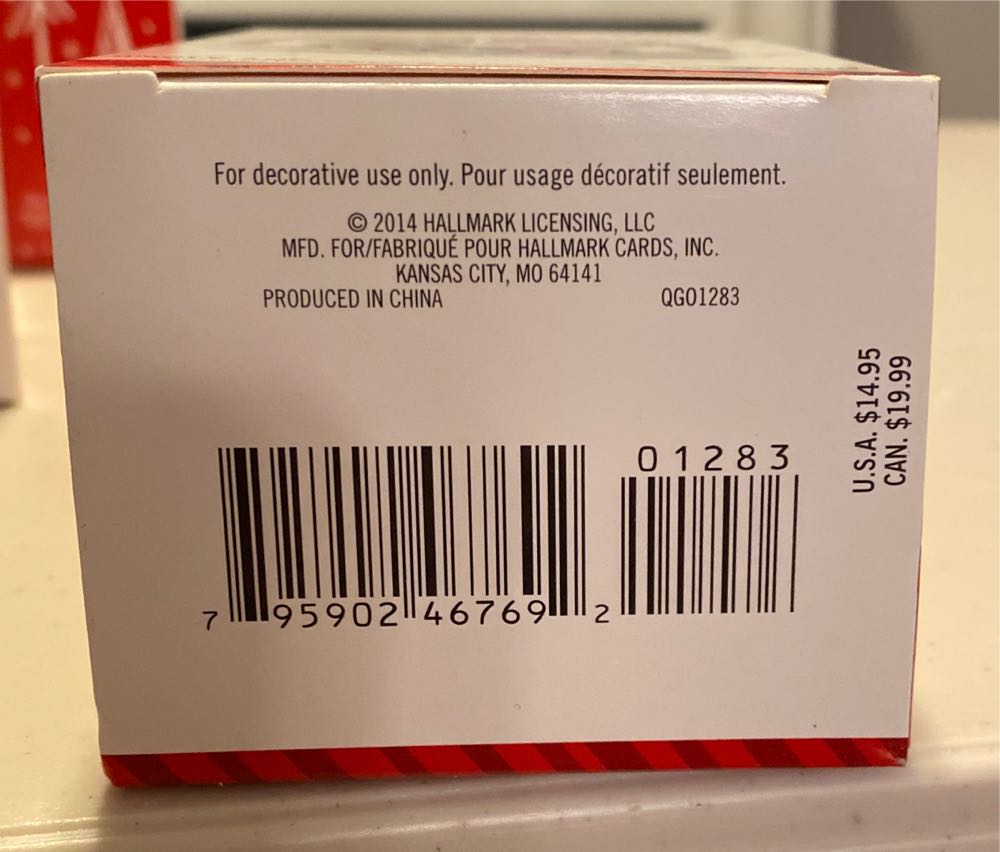 For decorative use only. Pour usage décoratif seulement.
© 2014 HALLMARK LICENSING, LLC
MFD. FOR/FABRIQUÉ POUR HALLMARK CARDS, INC.
KANSAS CITY, MO 64141
PRODUCED IN CHINA QGO1283
U.S.A. $14.95
CAN. $19.99
01283
7 95902 46769 2